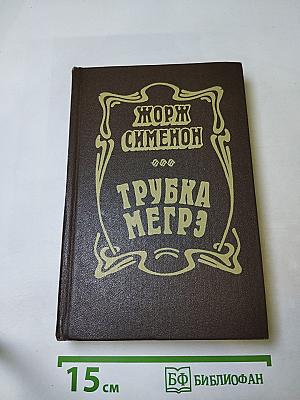 ЖОРЖ
СИМЕНОН
ТРУБКА
МЕГРЭ
15 см
БФ БИБЛИОФАН